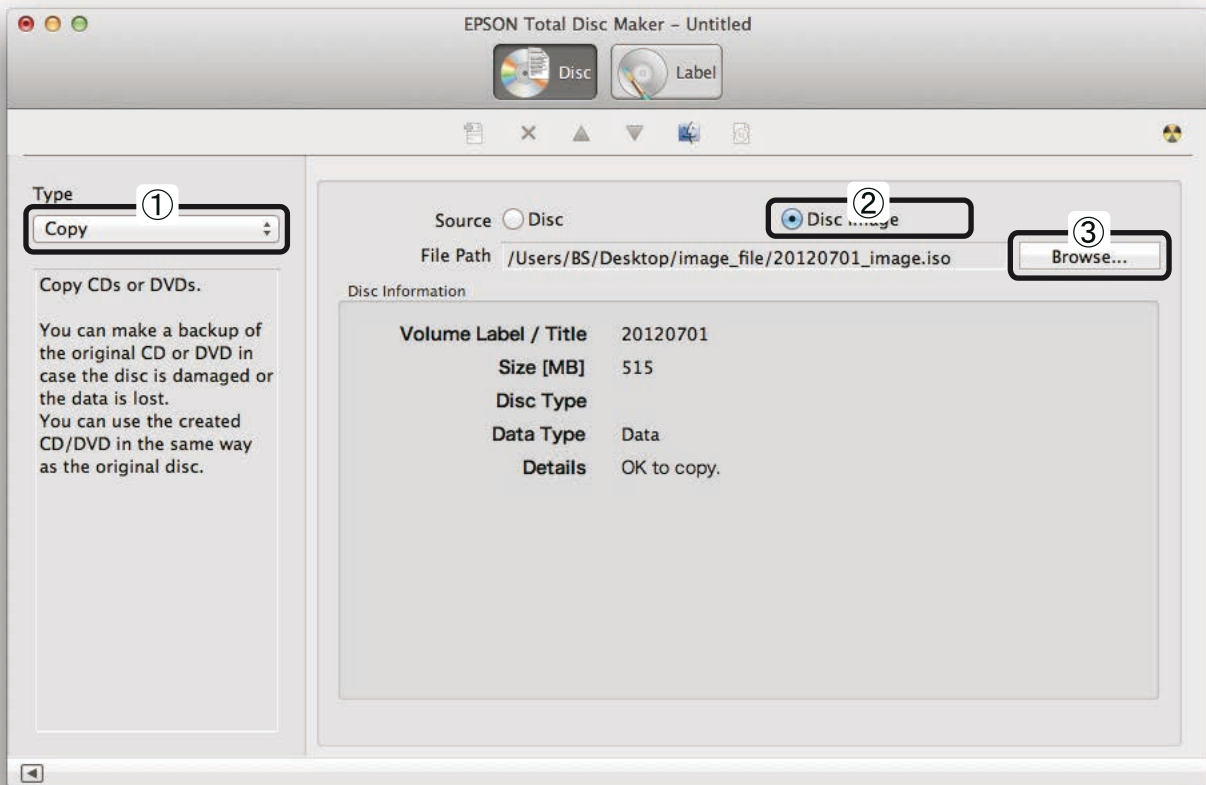 EPSON Total Disc Maker – Untitled
Disc
Label
Type
①
Copy
Copy CDs or DVDs.
You can make a backup of
the original CD or DVD in
case the disc is damaged or
the data is lost.
You can use the created
CD/DVD in the same way
as the original disc.
②
Source Disc Disc Image
③
File Path /Users/BS/Desktop/image_file/20120701_image.iso Browse...
Disc Information
Volume Label / Title 20120701
Size [MB] 515
Disc Type
Data Type Data
Details OK to copy.